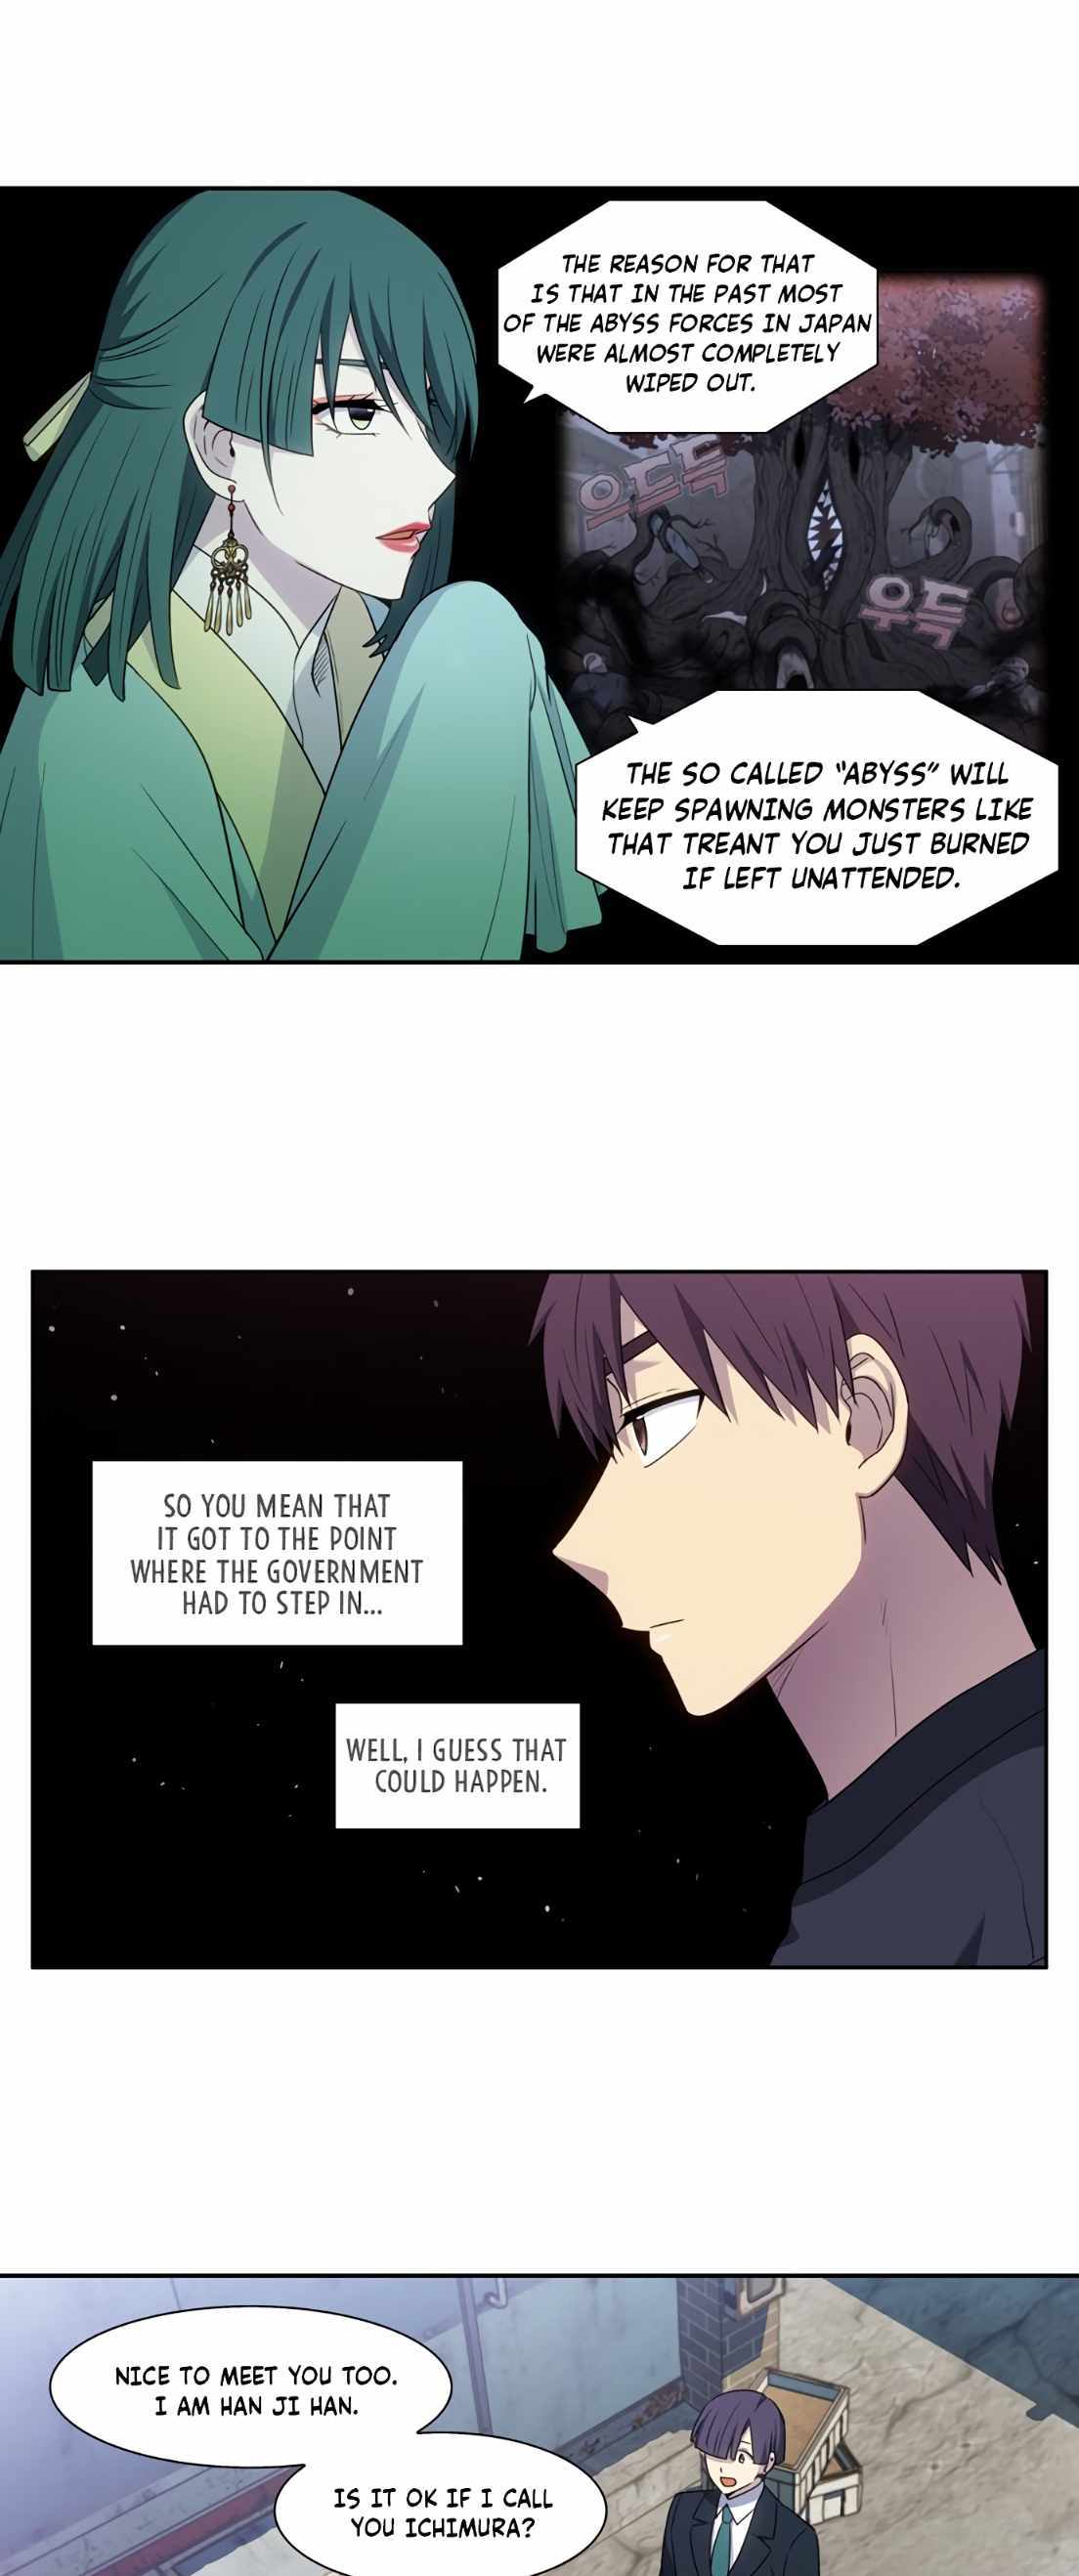 THE REASON FOR THAT
IS THAT IN THE PAST MOST
OF THE ABYSS FORCES IN JAPAN
WERE ALMOST COMPLETELY
WIPED OUT.
우드득
우득
THE SO CALLED "ABYSS" WILL
KEEP SPAWNING MONSTERS LIKE
THAT TREANT YOU JUST BURNED
IF LEFT UNATTENDED.
SO YOU MEAN THAT
IT GOT TO THE POINT
WHERE THE GOVERNMENT
HAD TO STEP IN...
WELL, I GUESS THAT
COULD HAPPEN.
NICE TO MEET YOU TOO.
I AM HAN JI HAN.
IS IT OK IF I CALL
YOU ICHIMURA?